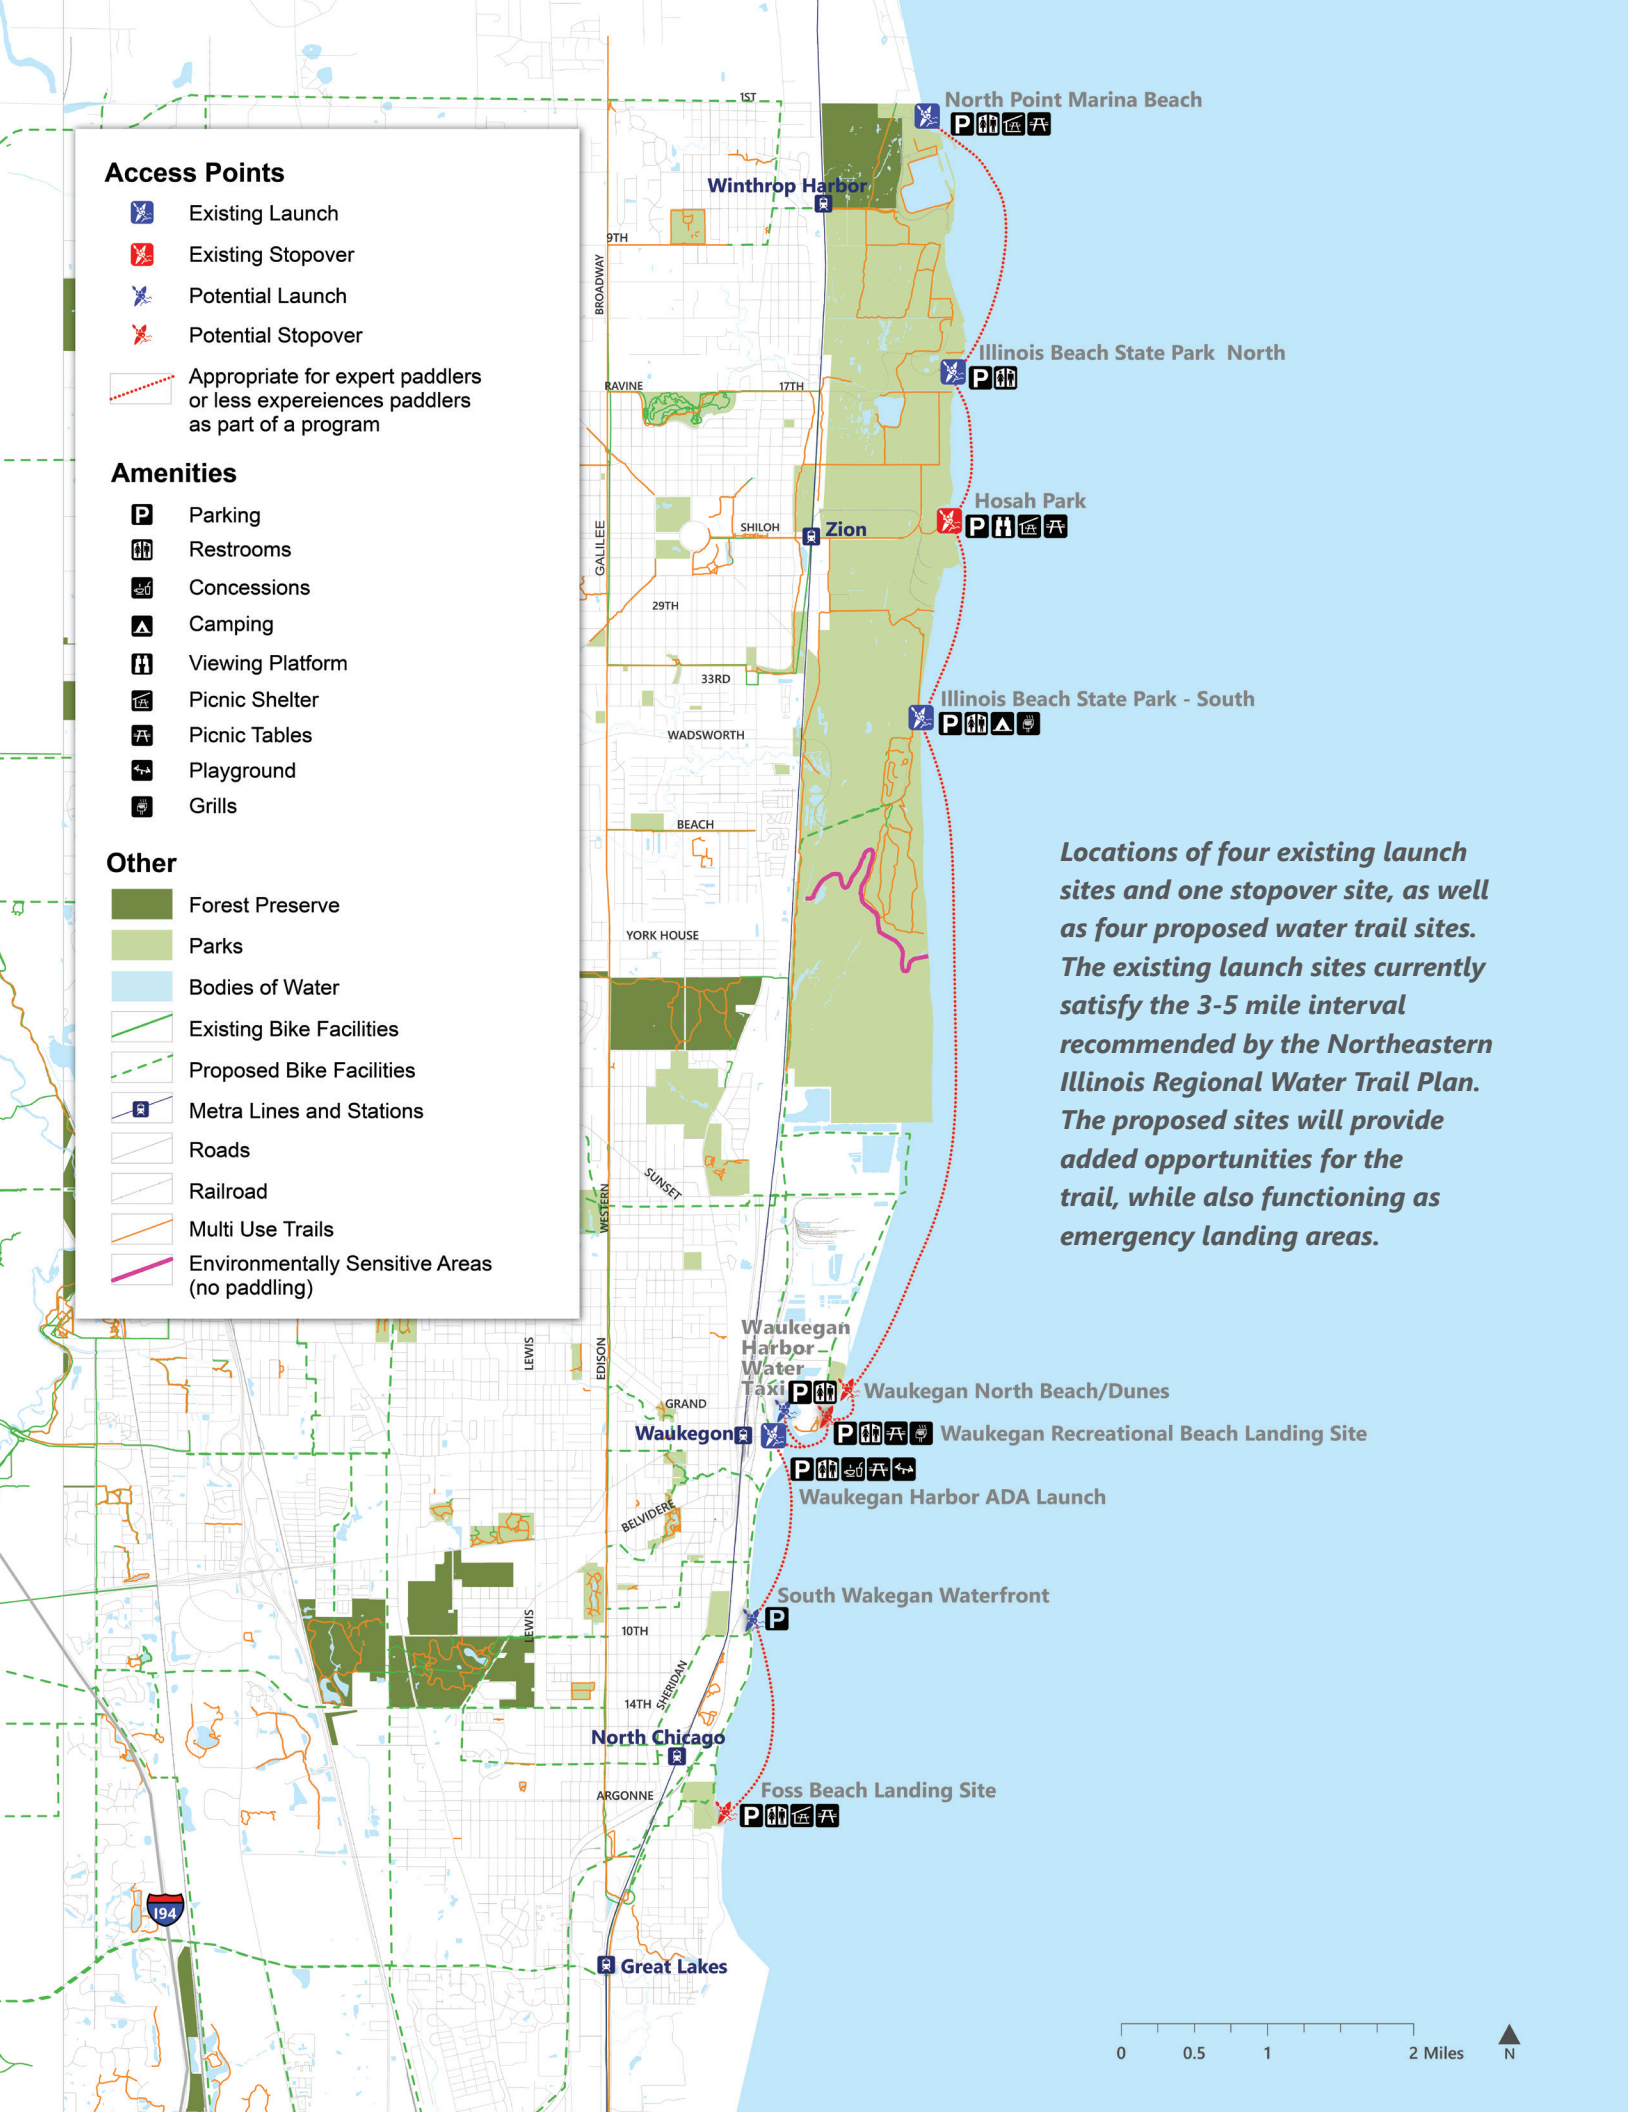 Access Points
Existing Launch
Existing Stopover
Potential Launch
Potential Stopover
Appropriate for expert paddlers
or less expereiences paddlers
as part of a program
Amenities
P Parking
Restrooms
Concessions
Camping
Viewing Platform
Picnic Shelter
Picnic Tables
Playground
Grills
Other
Forest Preserve
Parks
Bodies of Water
Existing Bike Facilities
Proposed Bike Facilities
Metra Lines and Stations
Roads
Railroad
Multi Use Trails
Environmentally Sensitive Areas
(no paddling)
1ST
North Point Marina Beach
P
Winthrop Harbor
9TH
BROADWAY
Illinois Beach State Park  North
P
RAVINE
17TH
Hosah Park
P
SHILOH
Zion
GALILEE
29TH
33RD
Illinois Beach State Park - South
P
WADSWORTH
BEACH
YORK HOUSE
Locations of four existing launch
sites and one stopover site, as well
as four proposed water trail sites.
The existing launch sites currently
satisfy the 3-5 mile interval
recommended by the Northeastern
Illinois Regional Water Trail Plan.
The proposed sites will provide
added opportunities for the
trail, while also functioning as
emergency landing areas.
SUNSET
WESTERN
LEWIS
EDISON
Waukegan
Harbor
Water
Taxi
P
Waukegan North Beach/Dunes
GRAND
Waukegon
P
Waukegan Recreational Beach Landing Site
P
Waukegan Harbor ADA Launch
BELVIDERE
South Wakegan Waterfront
P
LEWIS
10TH
SHERIDAN
14TH
North Chicago
ARGONNE
Foss Beach Landing Site
P
I94
Great Lakes
0 0.5 1 2 Miles
N